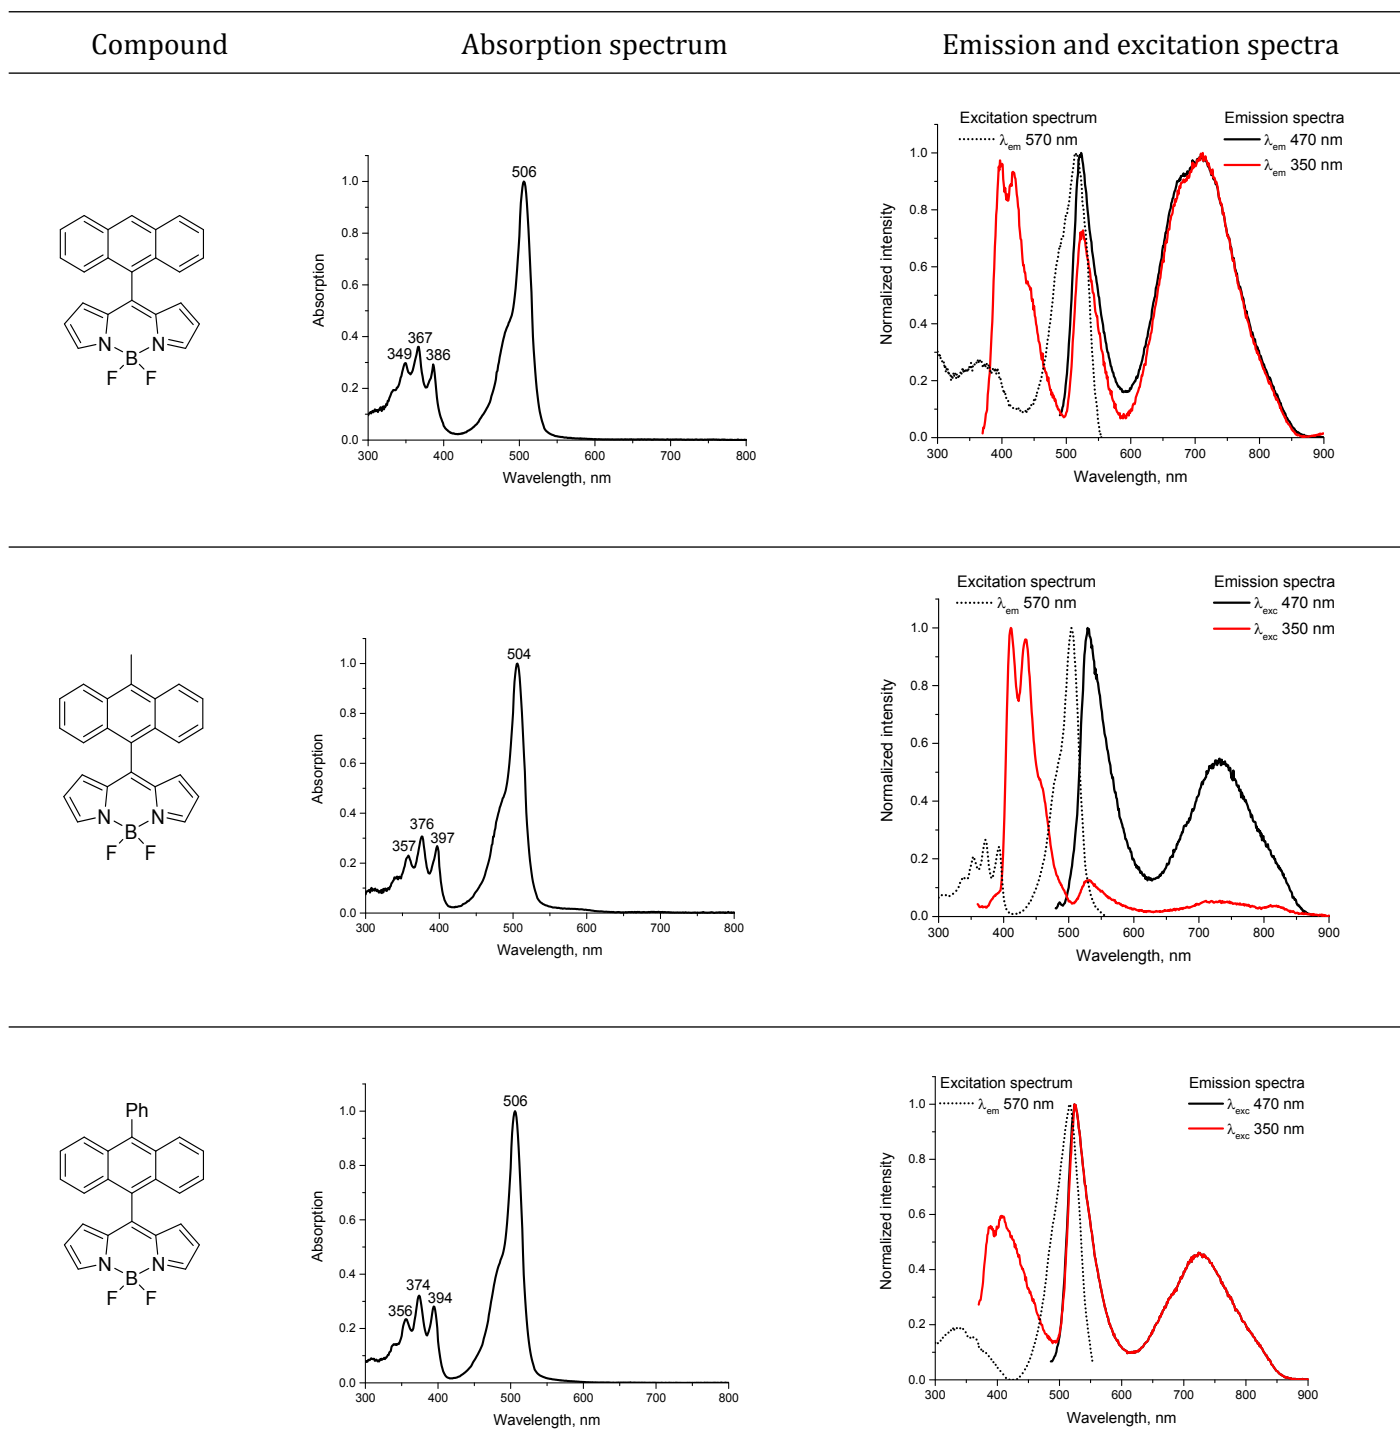 Compound Absorption spectrum Emission and excitation spectra
N B N
F F
506
349 367 386
1.0
0.8
0.6
0.4
0.2
0.0
300 400 500 600 700 800
Absorption
Wavelength, nm
Excitation spectrum
λem 570 nm
Emission spectra
λem 470 nm
λem 350 nm
1.0
0.8
0.6
0.4
0.2
0.0
300 400 500 600 700 800 900
Normalized intensity
Wavelength, nm
N B N
F F
504
357 376 397
1.0
0.8
0.6
0.4
0.2
0.0
300 400 500 600 700 800
Absorption
Wavelength, nm
Excitation spectrum
λem 570 nm
Emission spectra
λexc 470 nm
λexc 350 nm
1.0
0.8
0.6
0.4
0.2
0.0
300 400 500 600 700 800 900
Normalized intensity
Wavelength, nm
Ph
N B N
F F
506
356 374 394
1.0
0.8
0.6
0.4
0.2
0.0
300 400 500 600 700 800
Absorption
Wavelength, nm
Excitation spectrum
λem 570 nm
Emission spectra
λexc 470 nm
λexc 350 nm
1.0
0.8
0.6
0.4
0.2
0.0
300 400 500 600 700 800 900
Normalized intensity
Wavelength, nm